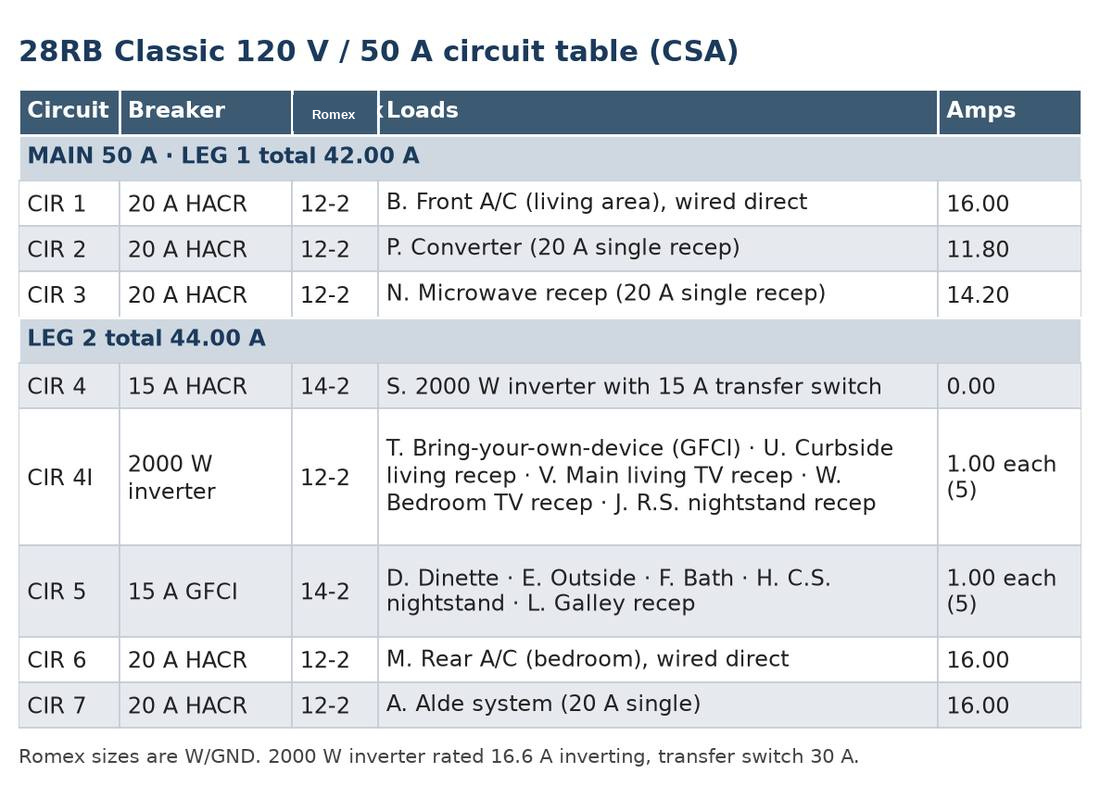 28RB Classic 120 V / 50 A circuit table (CSA)
Circuit Breaker Romex Loads Amps
MAIN 50 A · LEG 1 total 42.00 A
CIR 1 20 A HACR 12-2 B. Front A/C (living area), wired direct 16.00
CIR 2 20 A HACR 12-2 P. Converter (20 A single recep) 11.80
CIR 3 20 A HACR 12-2 N. Microwave recep (20 A single recep) 14.20
LEG 2 total 44.00 A
CIR 4 15 A HACR 14-2 S. 2000 W inverter with 15 A transfer switch 0.00
CIR 4I
2000 W
inverter
12-2
T. Bring-your-own-device (GFCI) · U. Curbside
living recep · V. Main living TV recep · W.
Bedroom TV recep · J. R.S. nightstand recep
1.00 each
(5)
CIR 5
15 A GFCI
14-2
D. Dinette · E. Outside · F. Bath · H. C.S.
nightstand · L. Galley recep
1.00 each
(5)
CIR 6 20 A HACR 12-2 M. Rear A/C (bedroom), wired direct 16.00
CIR 7 20 A HACR 12-2 A. Alde system (20 A single) 16.00
Romex sizes are W/GND. 2000 W inverter rated 16.6 A inverting, transfer switch 30 A.